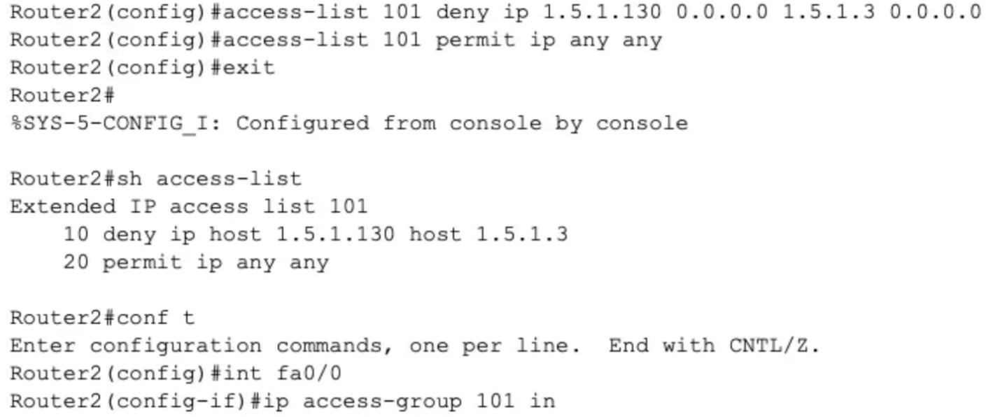 Router2(config)#access-list 101 deny ip 1.5.1.130 0.0.0.0 1.5.1.3 0.0.0.0
Router2(config)#access-list 101 permit ip any any
Router2(config)#exit
Router2#
%SYS-5-CONFIG_I: Configured from console by console

Router2#sh access-list
Extended IP access list 101
    10 deny ip host 1.5.1.130 host 1.5.1.3
    20 permit ip any any

Router2#conf t
Enter configuration commands, one per line.  End with CNTL/Z.
Router2(config)#int fa0/0
Router2(config-if)#ip access-group 101 in